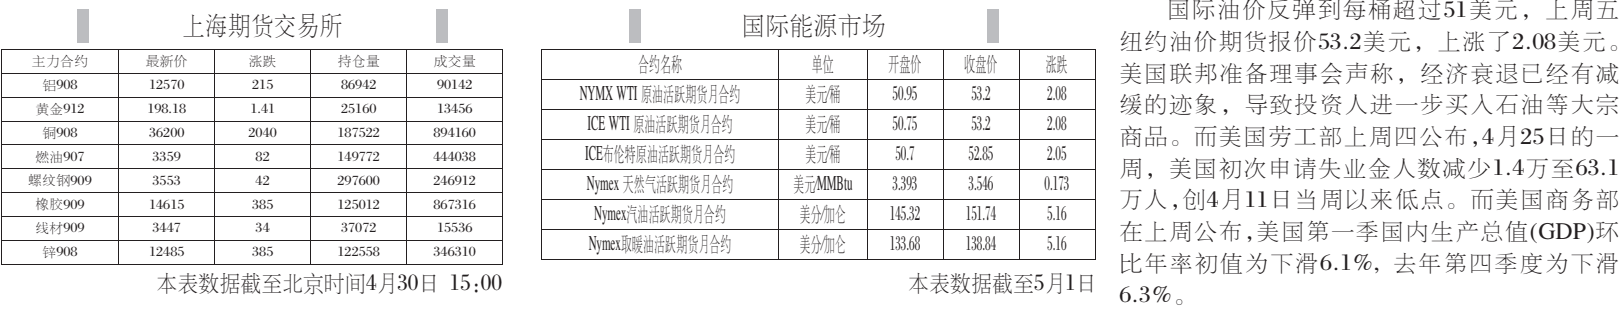 上海期货交易所
主力合约 最新价 涨跌 持仓量 成交量
铝908 12570 215 86942 90142
黄金912 198.18 1.41 25160 13456
铜908 36200 2040 187522 894160
燃油907 3359 82 149772 444038
螺纹钢909 3553 42 297600 246912
橡胶909 14615 385 125012 867316
线材909 3447 34 37072 15536
锌908 12485 385 122558 346310
本表数据截至北京时间4月30日 15:00
国际能源市场
合约名称 单位 开盘价 收盘价 涨跌
NYMX WTI 原油活跃期货月合约 美元/桶 50.95 53.2 2.08
ICE WTI 原油活跃期货月合约 美元/桶 50.75 53.2 2.08
ICE布伦特原油活跃期货月合约 美元/桶 50.7 52.85 2.05
Nymex 天然气活跃期货月合约 美元/MMBtu 3.393 3.546 0.173
Nymex汽油活跃期货月合约 美分/加仑 145.32 151.74 5.16
Nymex取暖油活跃期货月合约 美分/加仑 133.68 138.84 5.16
本表数据截至5月1日
国际油价反弹到每桶超过51美元，上周五
纽约油价期货报价53.2美元，上涨了2.08美元。
美国联邦准备理事会声称，经济衰退已经有减
缓的迹象，导致投资人进一步买入石油等大宗
商品。而美国劳工部上周四公布,4月25日的一
周，美国初次申请失业金人数减少1.4万至63.1
万人,创4月11日当周以来低点。而美国商务部
在上周公布,美国第一季国内生产总值(GDP)环
比年率初值为下滑6.1%, 去年第四季度为下滑
6.3%。